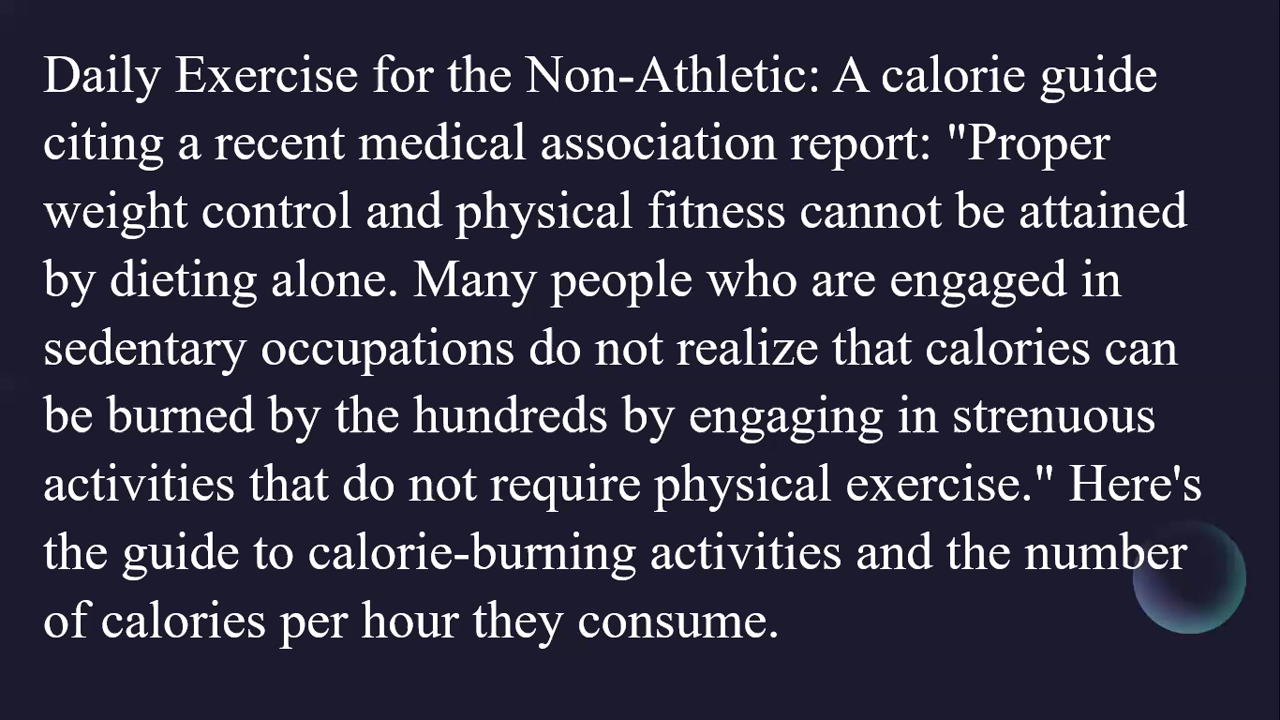 Daily Exercise for the Non-Athletic: A calorie guide
citing a recent medical association report: "Proper
weight control and physical fitness cannot be attained
by dieting alone. Many people who are engaged in
sedentary occupations do not realize that calories can
be burned by the hundreds by engaging in strenuous
activities that do not require physical exercise." Here's
the guide to calorie-burning activities and the number
of calories per hour they consume.